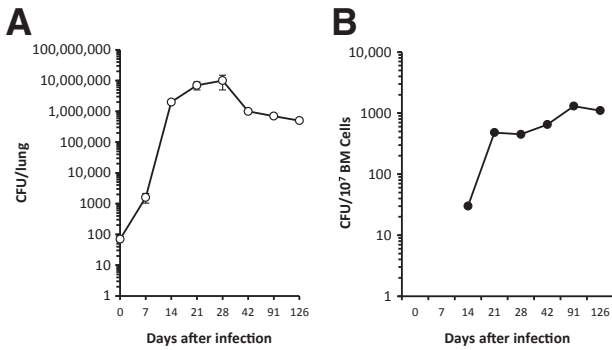 A
100,000,000
10,000,000
1,000,000
100,000
10,000
1000
100
10
1
CFU/lung
0 7 14 21 28 42 91 126
Days after infection
B
10,000
1000
100
10
1
CFU/10⁷ BM Cells
0 7 14 21 28 42 91 126
Days after infection